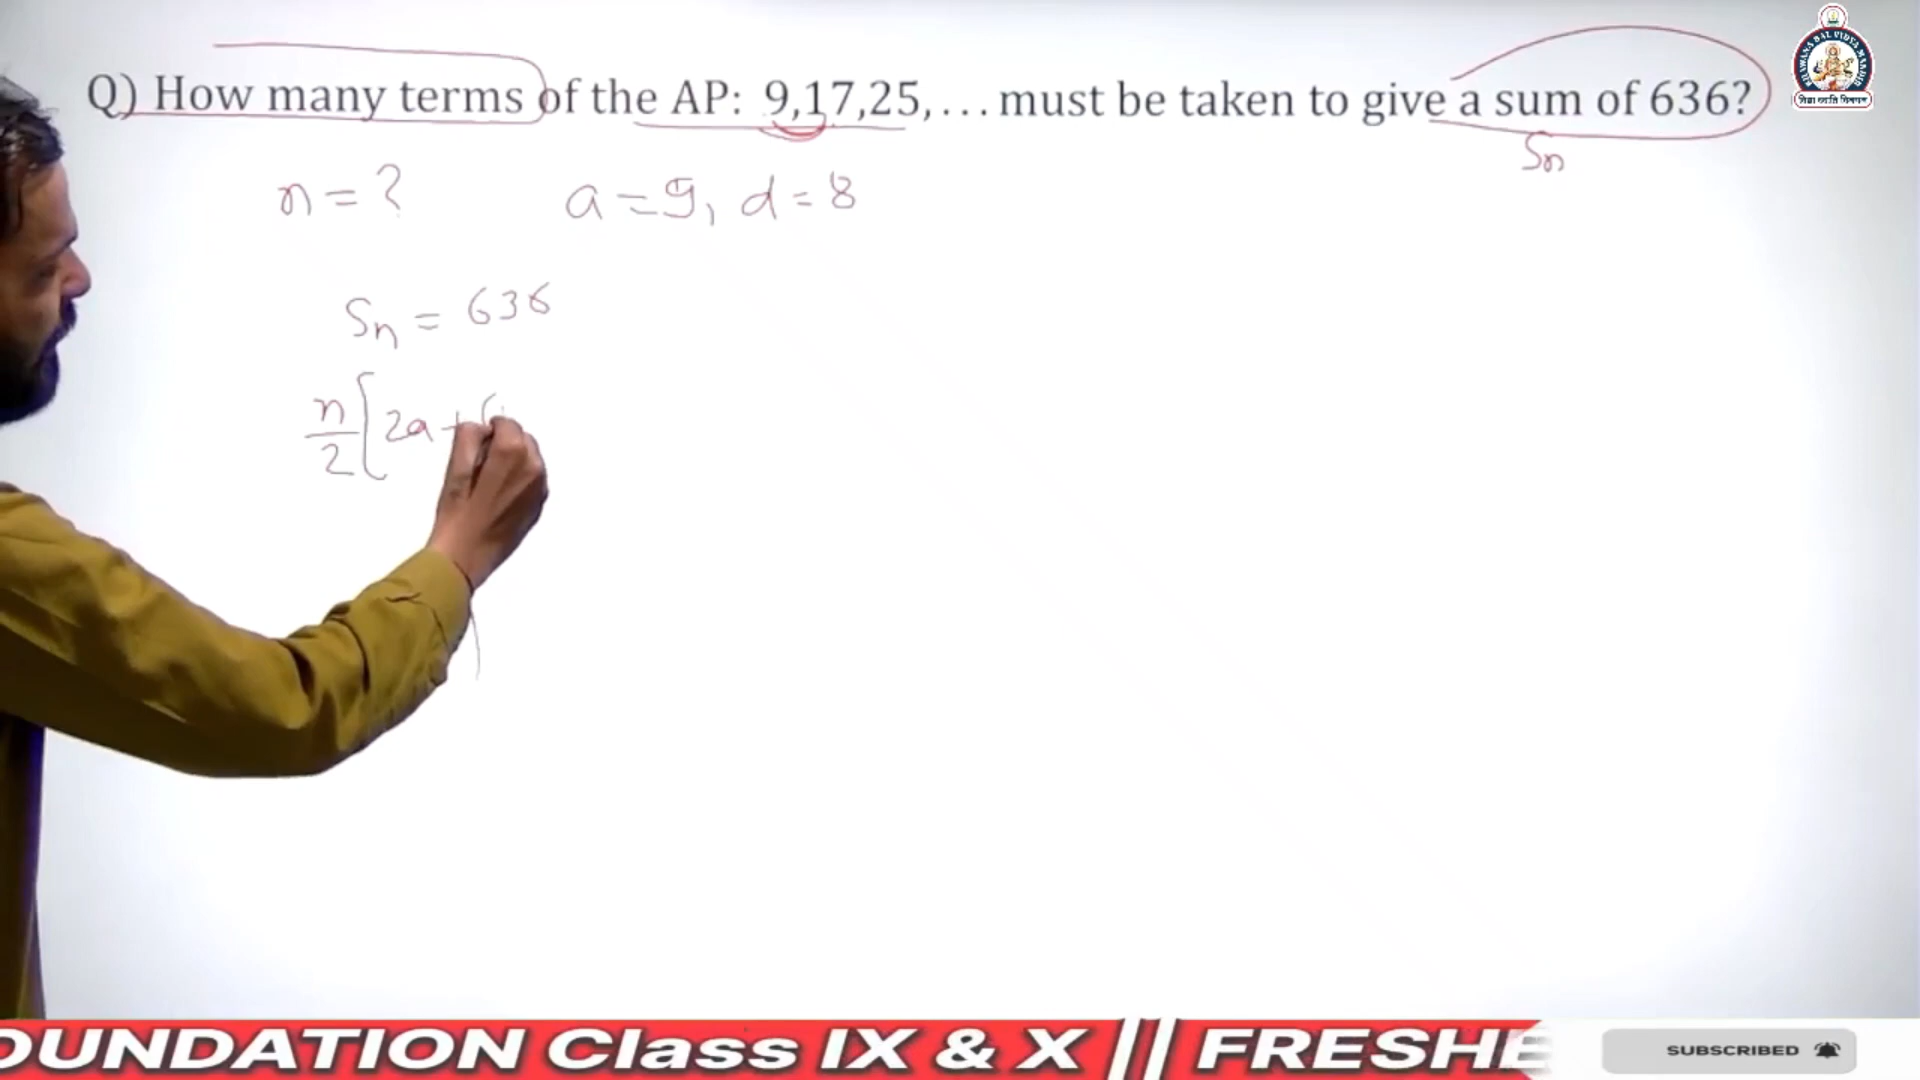 Q) How many terms of the AP: 9,17,25,... must be taken to give a sum of 636?
Sn
n = ?
a = 9, d = 8
Sn = 636
n/2 [2a + (
OUNDATION Class IX & X || FRESHE
SUBSCRIBED